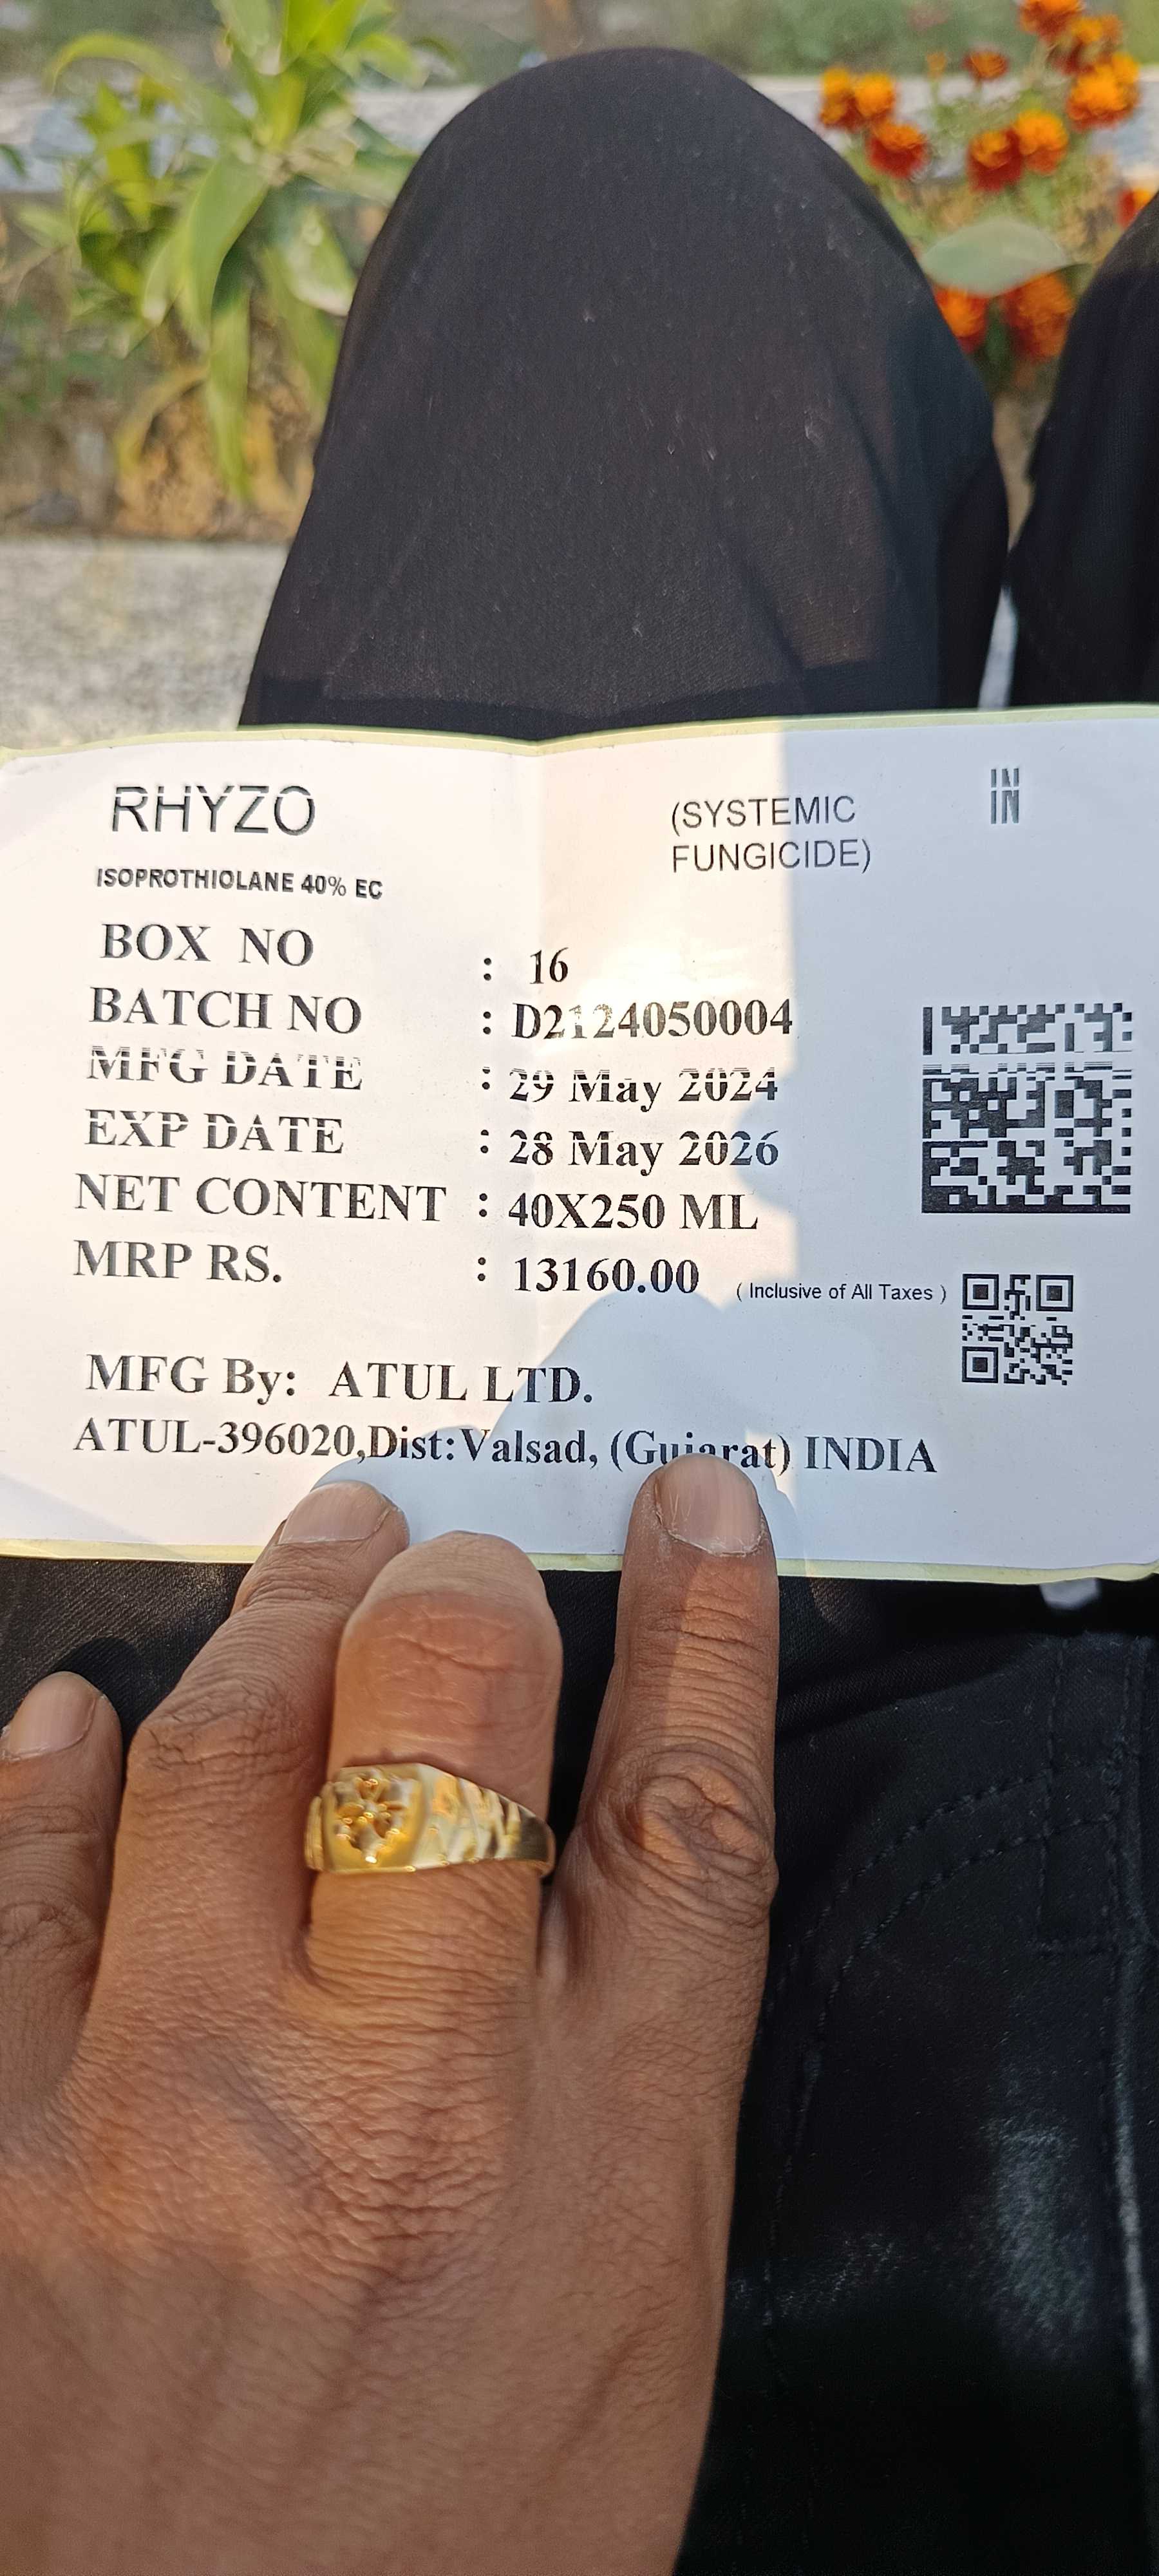 RHYZO
(SYSTEMIC
FUNGICIDE)
IN
ISOPROTHIOLANE 40% EC
BOX NO : 16
BATCH NO : D2124050004
MFG DATE : 29 May 2024
EXP DATE : 28 May 2026
NET CONTENT : 40X250 ML
MRP RS. : 13160.00 ( Inclusive of All Taxes )
MFG By: ATUL LTD.
ATUL-396020,Dist:Valsad, (Gujarat) INDIA